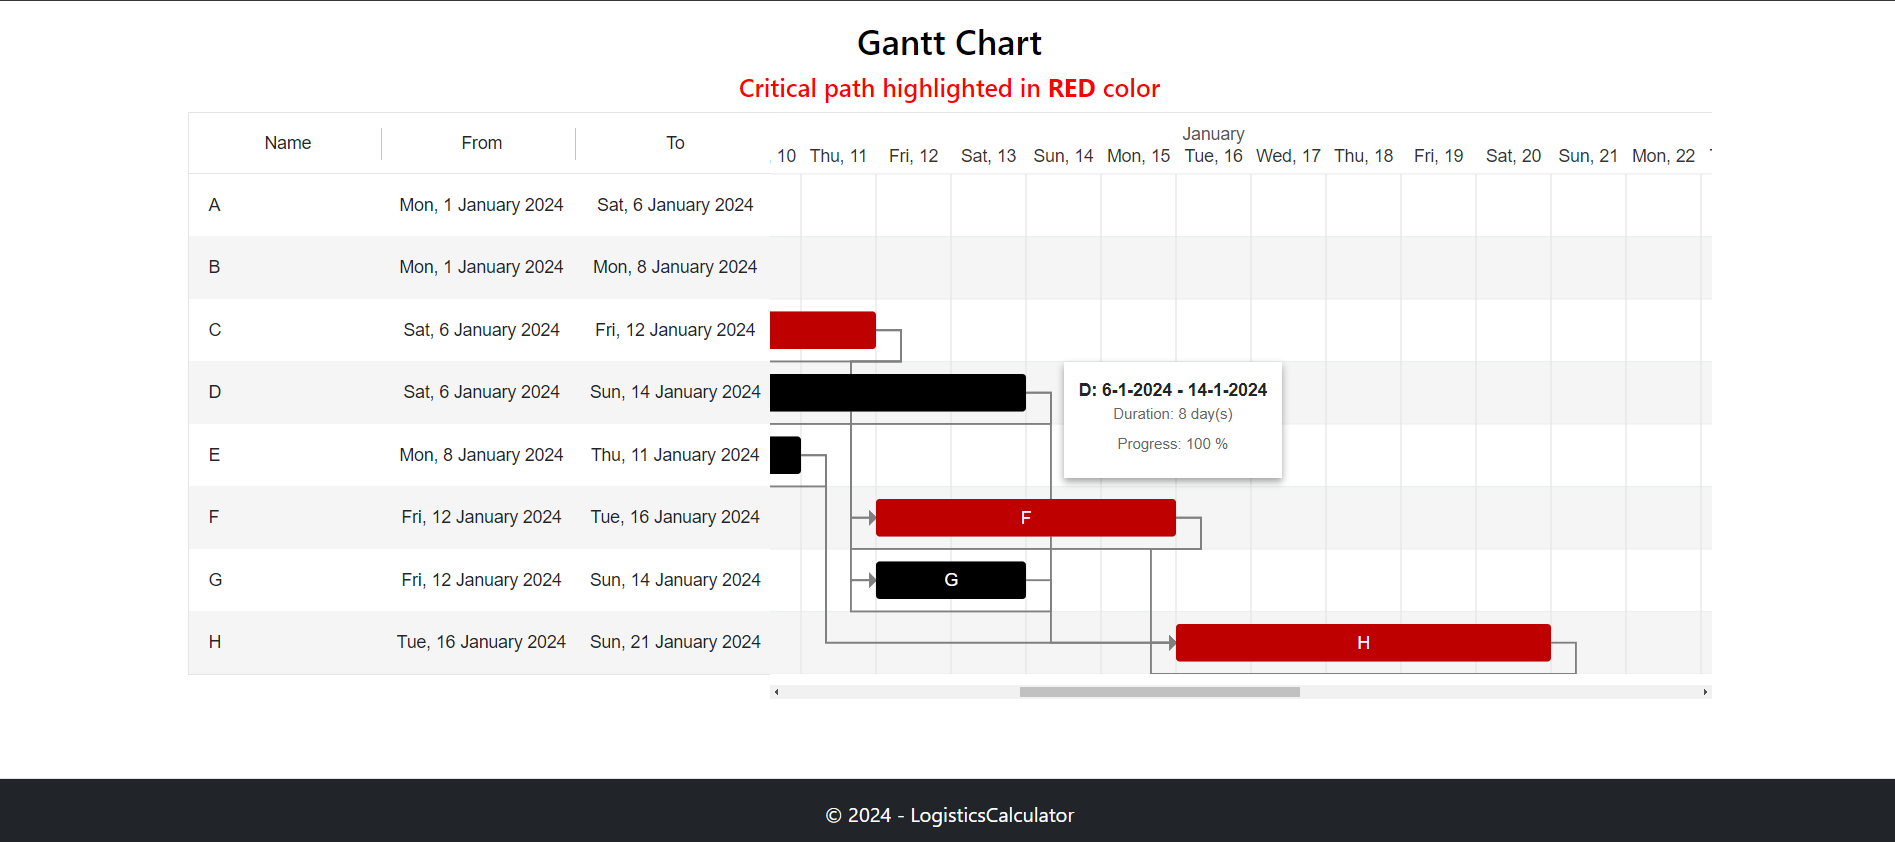 Gantt Chart
Critical path highlighted in RED color
January
Name From To , 10 Thu, 11 Fri, 12 Sat, 13 Sun, 14 Mon, 15 Tue, 16 Wed, 17 Thu, 18 Fri, 19 Sat, 20 Sun, 21 Mon, 22
A Mon, 1 January 2024 Sat, 6 January 2024
B Mon, 1 January 2024 Mon, 8 January 2024
C Sat, 6 January 2024 Fri, 12 January 2024
D Sat, 6 January 2024 Sun, 14 January 2024
D: 6-1-2024 - 14-1-2024
Duration: 8 day(s)
Progress: 100 %
E Mon, 8 January 2024 Thu, 11 January 2024
F Fri, 12 January 2024 Tue, 16 January 2024 F
G Fri, 12 January 2024 Sun, 14 January 2024 G
H Tue, 16 January 2024 Sun, 21 January 2024 H
© 2024 - LogisticsCalculator